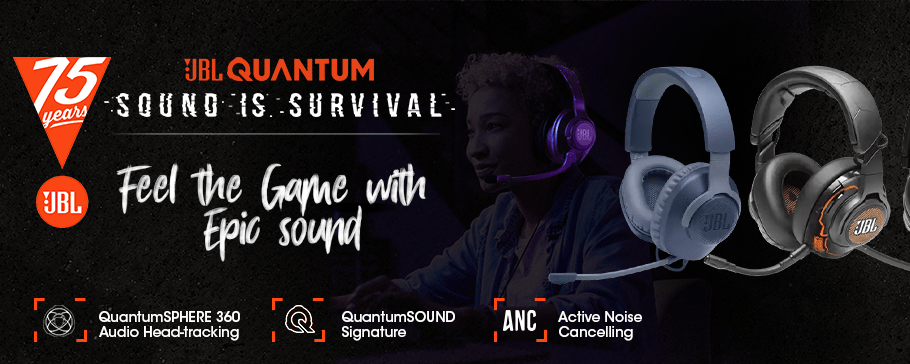 75
years
JBL
JBL QUANTUM
SOUND IS SURVIVAL
Feel the Game with
Epic sound
JBL
JBL
JBL
QuantumSPHERE 360
Audio Head-tracking
QuantumSOUND
Signature
ANC
Active Noise
Cancelling